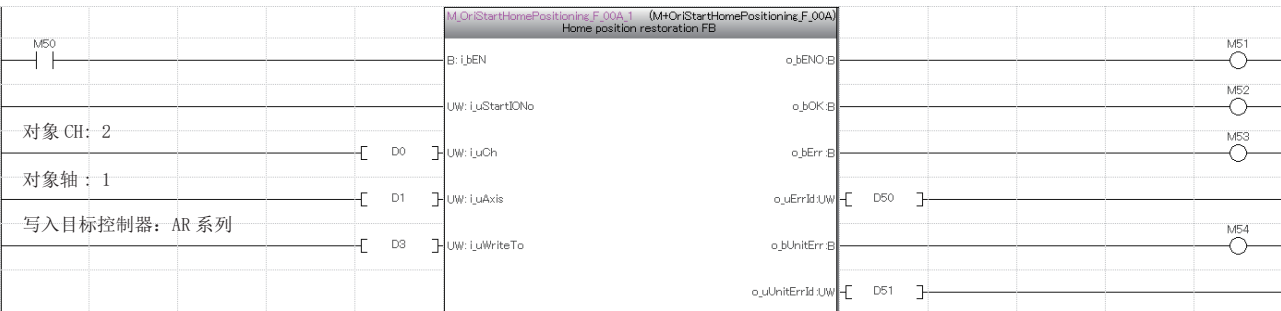 M_OriStartHomePositioning_F_00A_1 (M+OriStartHomePositioning_F_00A)
Home position restoration FB
M50
B: i_bEN
o_bENO:B
M51
UW: i_uStartIONo
o_bOK:B
M52
对象 CH: 2
D0
UW: i_uCh
o_bErr:B
M53
对象轴: 1
D1
UW: i_uAxis
o_uErrId:UW
D50
写入目标控制器: AR 系列
D3
UW: i_uWriteTo
o_bUnitErr:B
M54
o_uUnitErrId:UW
D51